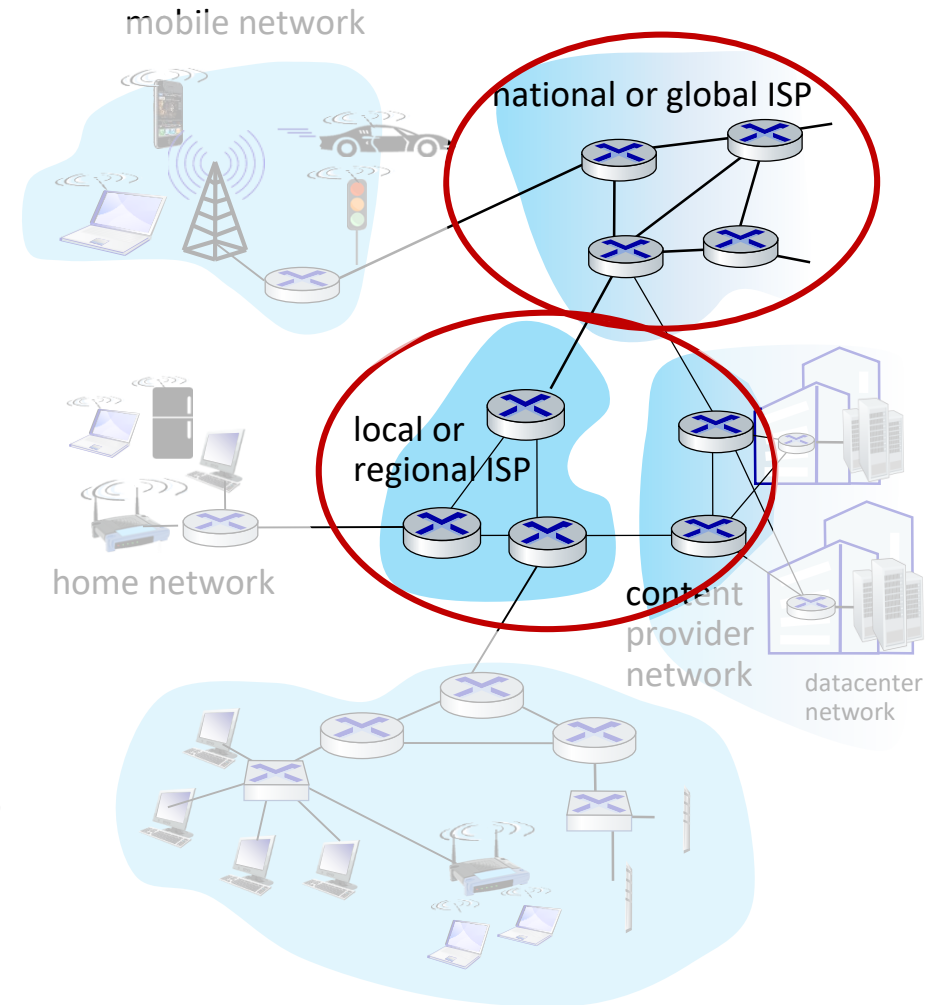 mobile network
national or global ISP
local or
regional ISP
home network
content
provider
network
datacenter
network